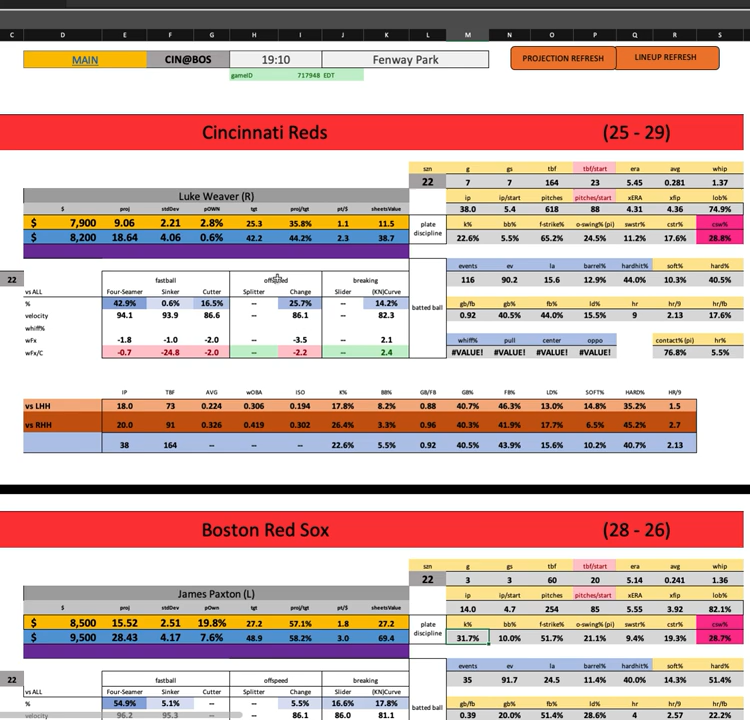 C D E F G H I J K L M N O P Q R S
MAIN CIN@BOS 19:10 Fenway Park PROJECTION REFRESH LINEUP REFRESH
gameID 717948 EDT
Cincinnati Reds (25 - 29)
szn g gs tbf tbf/start era avg whip
22 7 7 164 23 5.45 0.281 1.37
Luke Weaver (R) ip ip/start pitches pitches/start xERA xfip lob%
$ proj stdDev pOWN tgt proj/tgt pt/$ sheetsValue 38.0 5.4 618 88 4.31 4.36 74.9%
$ 7,900 9.06 2.21 2.8% 25.3 35.8% 1.1 11.5 plate discipline k% bb% f-strike% o-swing% (pi) swstr% cstr% csw%
$ 8,200 18.64 4.06 0.6% 42.2 44.2% 2.3 38.7 22.6% 5.5% 65.2% 24.5% 11.2% 17.6% 28.8%
events ev la barrel% hardhit% soft% hard%
22 fastball offspeed breaking 116 90.2 15.6 12.9% 44.0% 10.3% 40.5%
vs ALL Four-Seamer Sinker Cutter Splitter Change Slider (KN)Curve
% 42.9% 0.6% 16.5% -- 25.7% -- 14.2% batted ball gb/fb gb% fb% ld% hr hr/9 hr/fb
velocity 94.1 93.9 86.6 -- 86.1 -- 82.3 0.92 40.5% 44.0% 15.5% 9 2.13 17.6%
whiff%
wFx -1.8 -1.0 -2.0 -- -3.5 -- 2.1 whiff% pull center oppo contact% (pi) hr%
wFx/C -0.7 -24.8 -2.0 -- -2.2 -- 2.4 #VALUE! #VALUE! #VALUE! #VALUE! 76.8% 5.5%
IP TBF AVG wOBA ISO K% BB% GB/FB GB% FB% LD% SOFT% HARD% HR/9
vs LHH 18.0 73 0.224 0.306 0.194 17.8% 8.2% 0.88 40.7% 46.3% 13.0% 14.8% 35.2% 1.5
vs RHH 20.0 91 0.326 0.419 0.302 26.4% 3.3% 0.96 40.3% 41.9% 17.7% 6.5% 45.2% 2.7
38 164 -- -- -- 22.6% 5.5% 0.92 40.5% 43.9% 15.6% 10.2% 40.7% 2.13
Boston Red Sox (28 - 26)
szn g gs tbf tbf/start era avg whip
22 3 3 60 20 5.14 0.241 1.36
James Paxton (L) ip ip/start pitches pitches/start xERA xfip lob%
$ proj stdDev pOwn tgt proj/tgt pt/$ sheetsValue 14.0 4.7 254 85 5.55 3.92 82.1%
$ 8,500 15.52 2.51 19.8% 27.2 57.1% 1.8 27.2 plate discipline k% bb% f-strike% o-swing% (pi) swstr% cstr% csw%
$ 9,500 28.43 4.17 7.6% 48.9 58.2% 3.0 69.4 31.7% 10.0% 51.7% 21.1% 9.4% 19.3% 28.7%
events ev la barrel% hardhit% soft% hard%
22 fastball offspeed breaking 35 91.7 24.5 11.4% 40.0% 14.3% 51.4%
vs ALL Four-Seamer Sinker Cutter Splitter Change Slider (KN)Curve
% 54.9% 5.1% -- -- 5.5% 16.6% 17.8% batted ball gb/fb gb% fb% ld% hr hr/9 hr/fb
velocity 96.2 95.3 -- -- 86.1 86.0 81.1 0.39 20.0% 51.4% 28.6% 4 2.57 22.2%